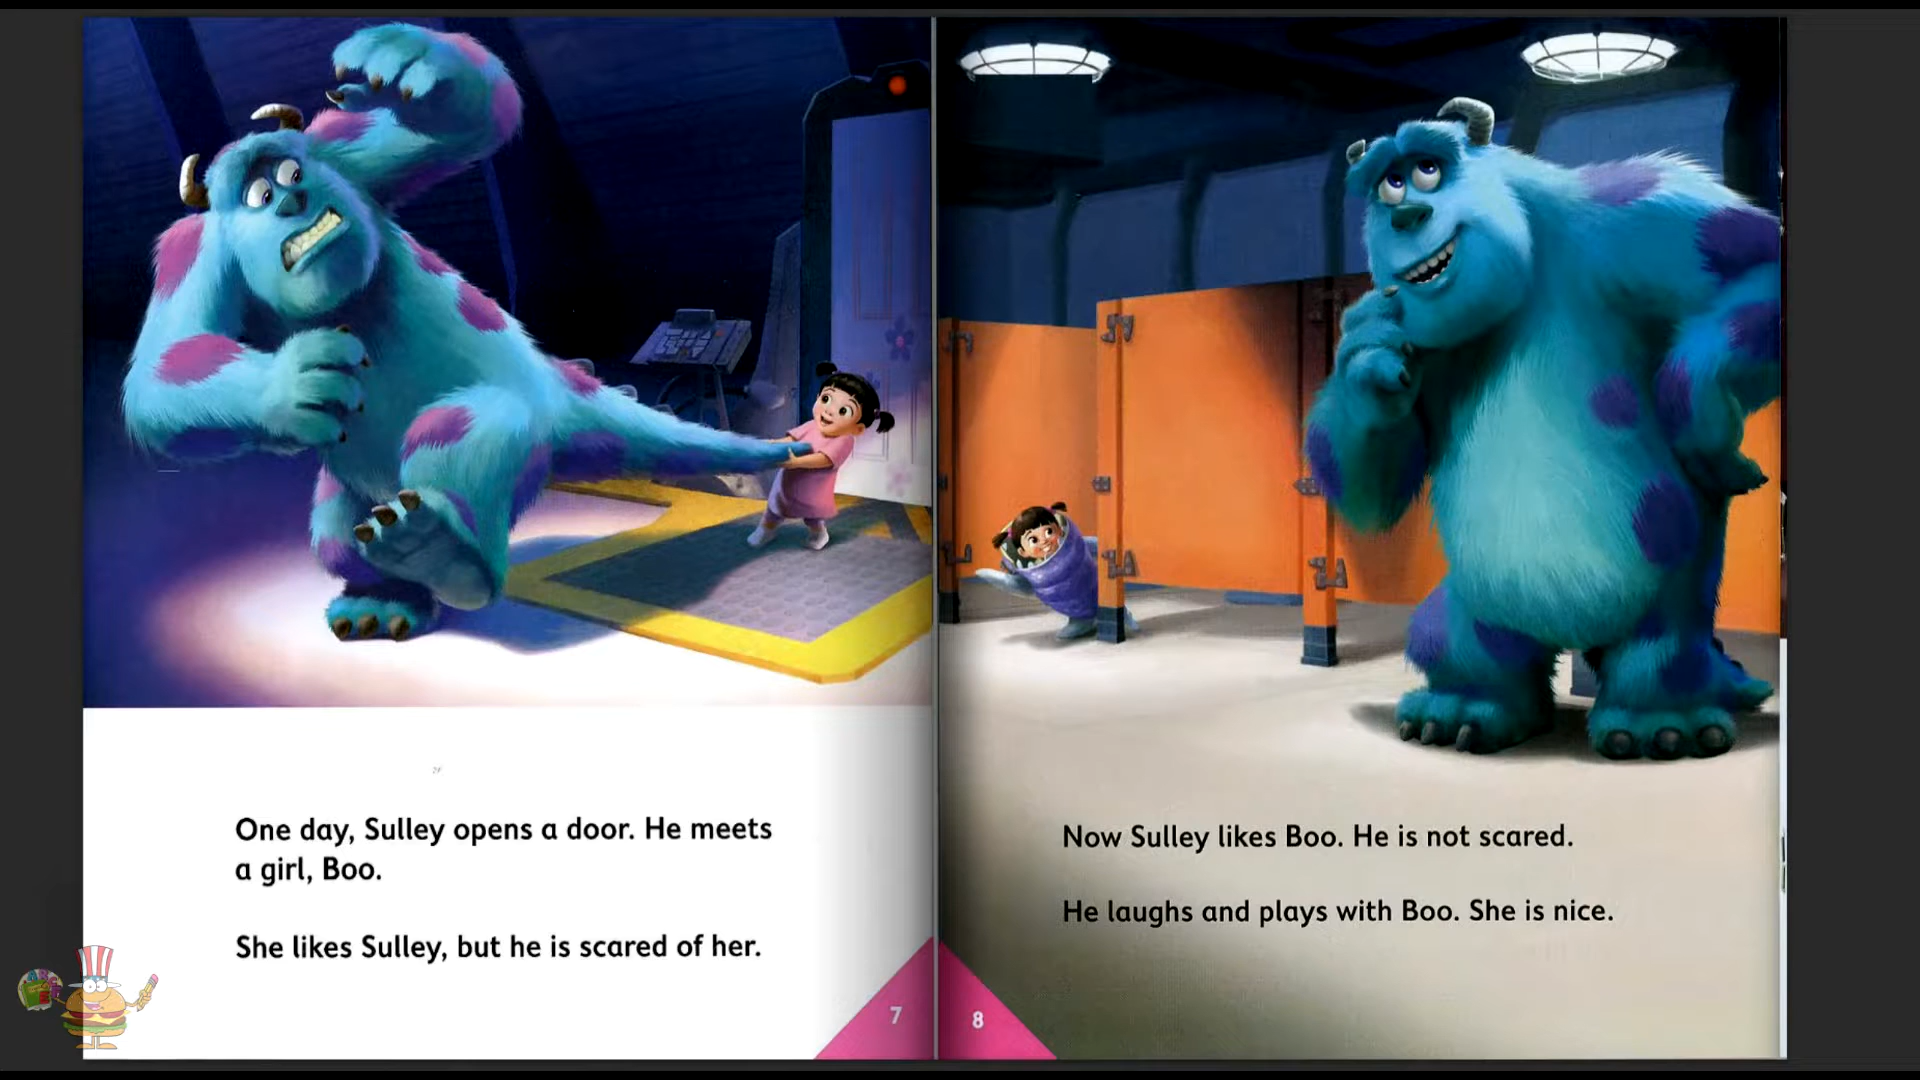 One day, Sulley opens a door. He meets
a girl, Boo.
She likes Sulley, but he is scared of her.
7
Now Sulley likes Boo. He is not scared.
He laughs and plays with Boo. She is nice.
8